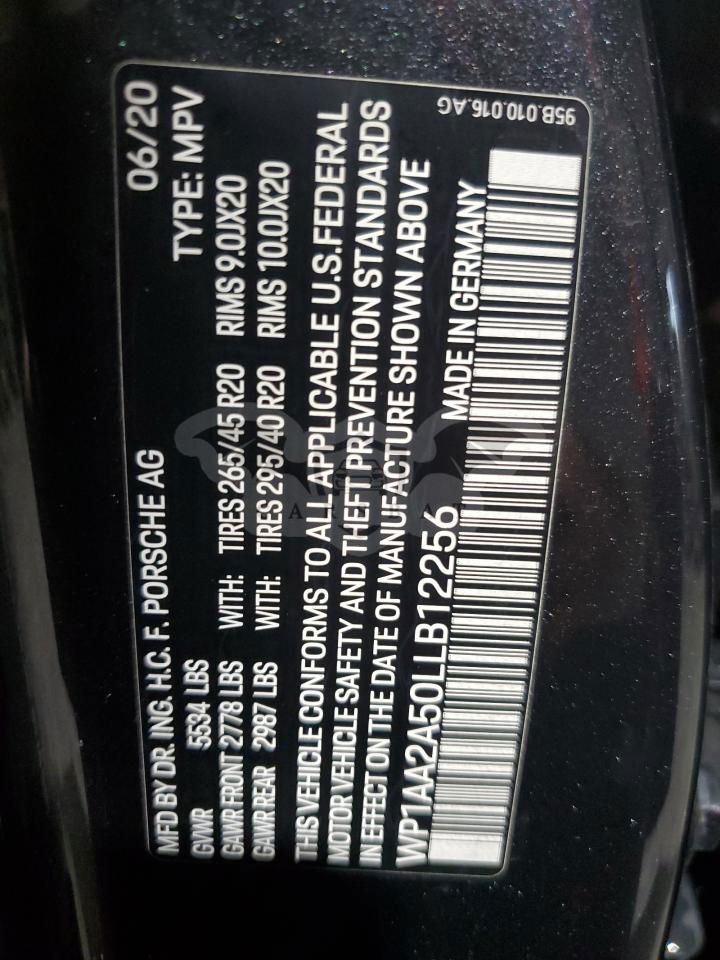 MFD BY DR. ING. H.C. F. PORSCHE AG 06/20
GVWR 5534 LBS TYPE: MPV
GAWR FRONT 2778 LBS WITH: TIRES 265/45 R20 RIMS 9.0JX20
GAWR REAR 2987 LBS WITH: TIRES 295/40 R20 RIMS 10.0JX20
THIS VEHICLE CONFORMS TO ALL APPLICABLE U.S. FEDERAL
MOTOR VEHICLE SAFETY AND THEFT PREVENTION STANDARDS
IN EFFECT ON THE DATE OF MANUFACTURE SHOWN ABOVE
WP1AA2A50LLB12256 MADE IN GERMANY
95B.010.016.AG